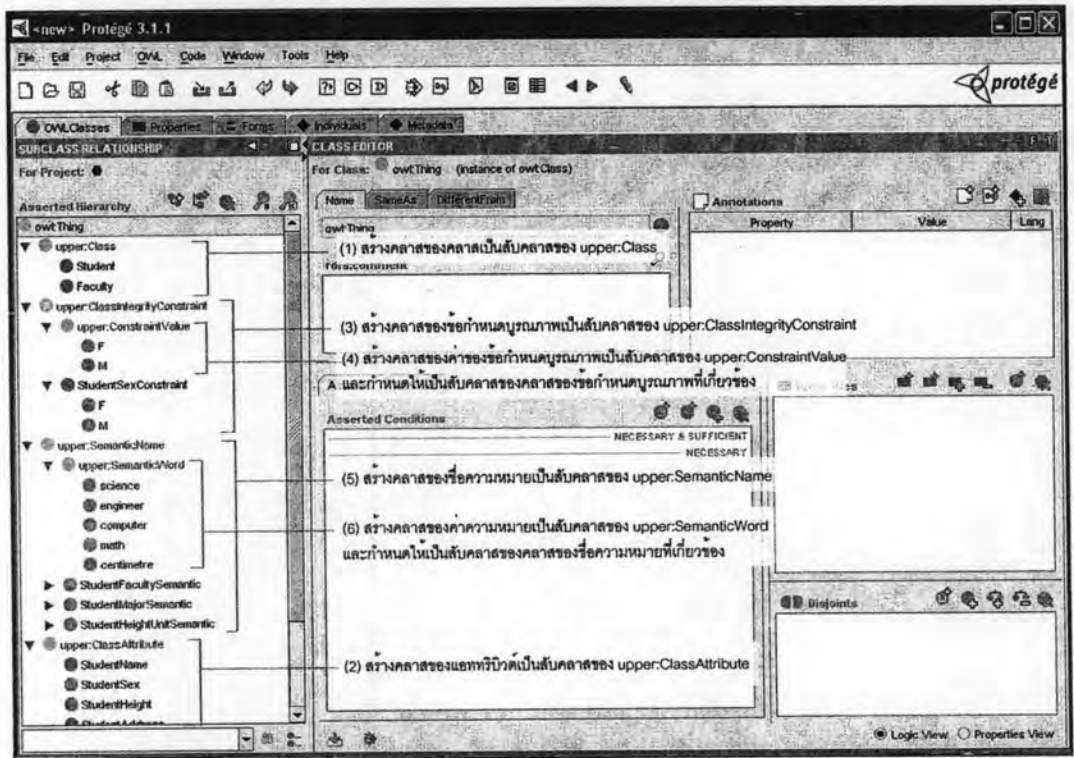 <new> Protégé 3.1.1
File Edit Project OWL Code Window Tools Help
protégé
OWLClasses Properties Forms Individuals Metadata
SUBCLASS RELATIONSHIP
For Project:
Asserted Hierarchy
owl:Thing
upper:Class
Student
Faculty
upper:ClassIntegrityConstraint
upper:ConstraintValue
F
M
StudentSexConstraint
F
M
upper:SemanticName
upper:SemanticWord
science
engineer
computer
math
centimetre
StudentFacultySemantic
StudentMajorSemantic
StudentHeightUnitSemantic
upper:ClassAttribute
StudentName
StudentSex
StudentHeight
StudentAddress
CLASS EDITOR
For Class: owl:Thing (instance of owl:Class)
Name SameAs DifferentFrom
owl:Thing
(1) สร้างคลาสของคลาสเป็นสับคลาสของ upper:Class
rdfs:comment
(3) สร้างคลาสของข้อกำหนดบูรณภาพเป็นสับคลาสของ upper:ClassIntegrityConstraint
(4) สร้างคลาสของค่าของข้อกำหนดบูรณภาพเป็นสับคลาสของ upper:ConstraintValue
และกำหนดให้เป็นสับคลาสของคลาสของข้อกำหนดบูรณภาพที่เกี่ยวข้อง
Asserted Conditions
NECESSARY & SUFFICIENT
NECESSARY
(5) สร้างคลาสของชื่อความหมายเป็นสับคลาสของ upper:SemanticName
(6) สร้างคลาสของค่าความหมายเป็นสับคลาสของ upper:SemanticWord
และกำหนดให้เป็นสับคลาสของคลาสของชื่อความหมายที่เกี่ยวข้อง
(2) สร้างคลาสของแอททริบิวต์เป็นสับคลาสของ upper:ClassAttribute
Annotations
Property Value Lang
Disjoints
Logic View Properties View